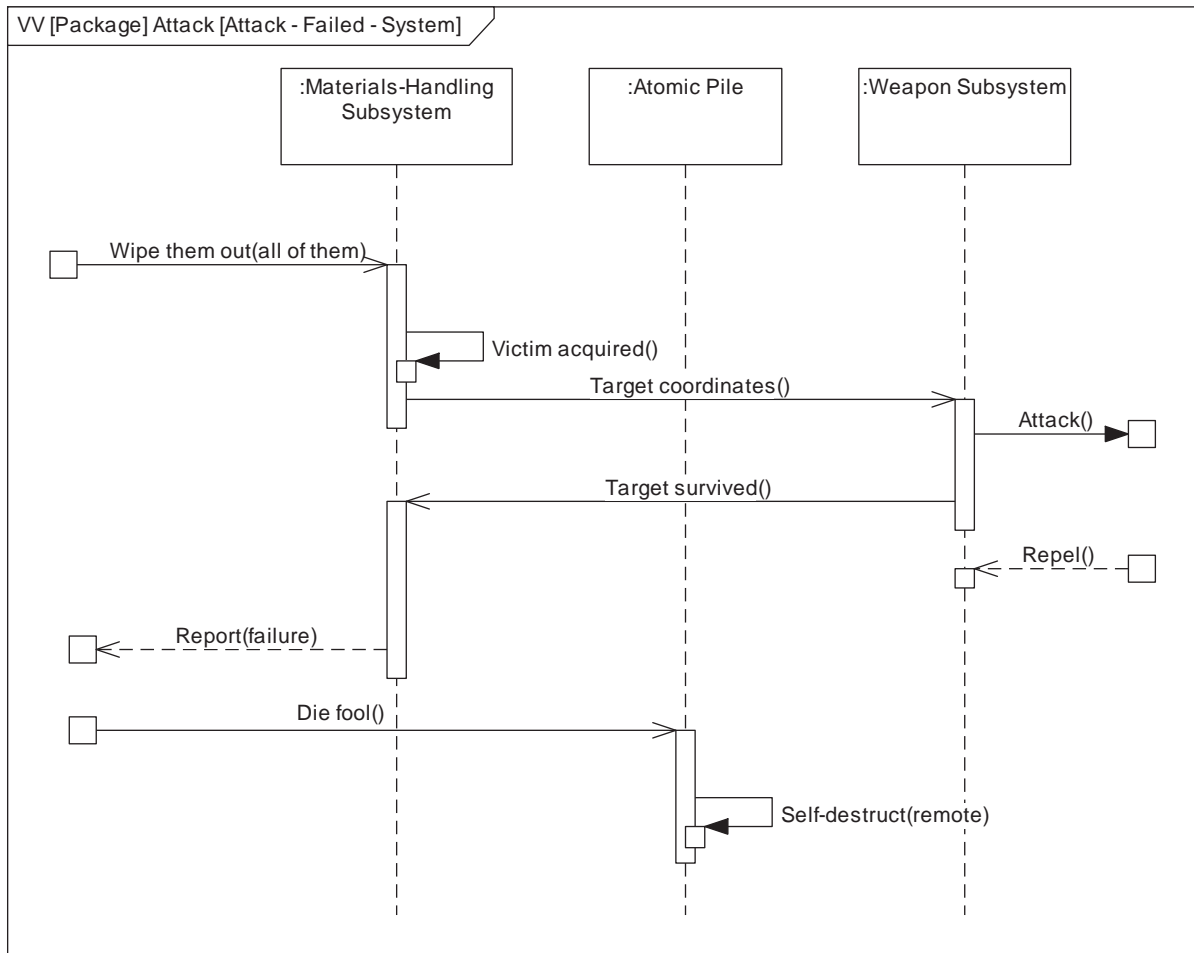 VV [Package] Attack [Attack - Failed - System]
:Materials-Handling
Subsystem
:Atomic Pile
:Weapon Subsystem
Wipe them out(all of them)
Victim acquired()
Target coordinates()
Attack()
Target survived()
Repel()
Report(failure)
Die fool()
Self-destruct(remote)